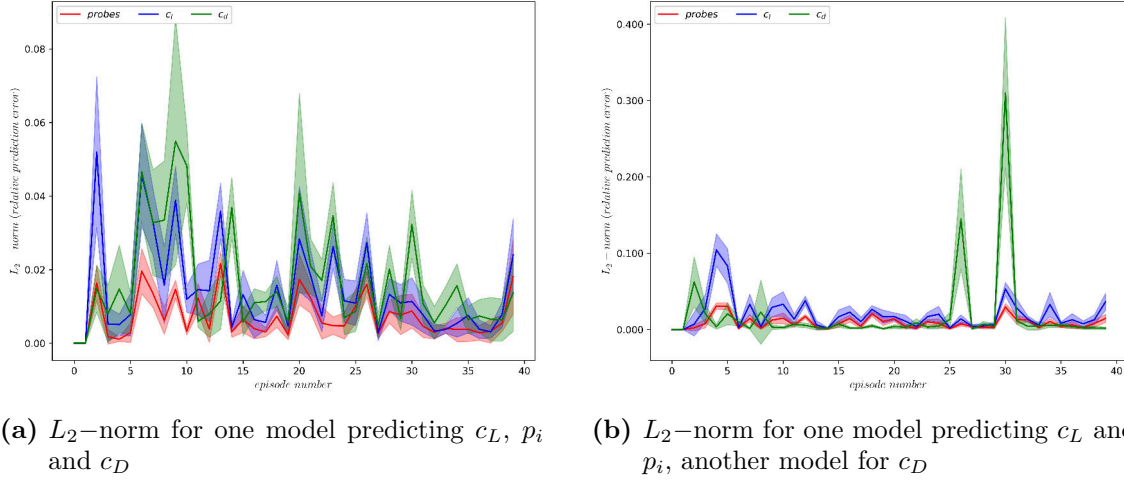 probes c_l c_d
0.08
0.06
0.04
0.02
0.00
L_2 norm (relative prediction error)
0 5 10 15 20 25 30 35 40
episode number
(a) L_2−norm for one model predicting c_L, p_i
and c_D
probes c_l c_d
0.400
0.300
0.200
0.100
0.000
L_2 − norm (relative prediction error)
0 5 10 15 20 25 30 35 40
episode number
(b) L_2−norm for one model predicting c_L and
p_i, another model for c_D